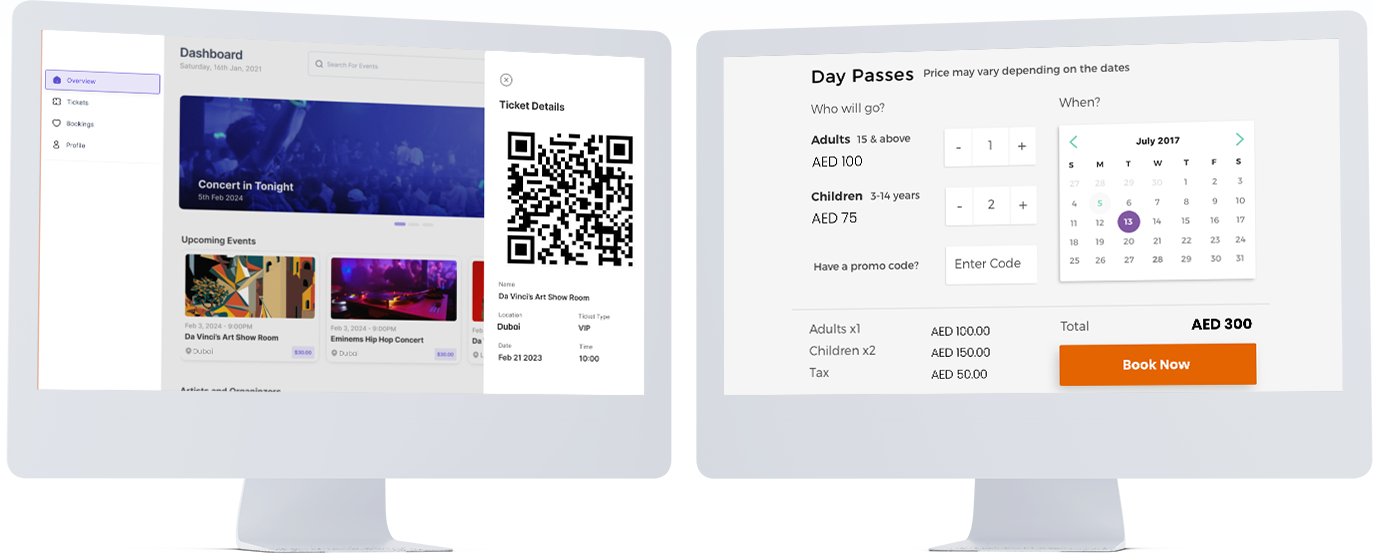 Dashboard
Saturday, 16th Jan, 2021
Search For Events
Overview
Tickets
Bookings
Profile
Concert in Tonight
5th Feb 2024
Upcoming Events
Feb 3, 2024 - 9:00PM
Da Vinci's Art Show Room
Dubai
$30.00
Feb 3, 2024 - 9:00PM
Eminems Hip Hop Concert
Dubai
$30.00
Feb
Da
Artists and Organizers
Ticket Details
Name
Da Vinci's Art Show Room
Location Ticket Type
Dubai VIP
Date Time
Feb 21 2023 10:00
Day Passes Price may vary depending on the dates
Who will go?
Adults 15 & above
AED 100
- 1 +
Children 3-14 years
AED 75
- 2 +
Have a promo code? Enter Code
When?
< July 2017 >
S M T W T F S
27 28 29 30 1 2 3
4 5 6 7 8 9 10
11 12 13 14 15 16 17
18 19 20 21 22 23 24
25 26 27 28 29 30 31
Adults x1 AED 100.00
Children x2 AED 150.00
Tax AED 50.00
Total AED 300
Book Now